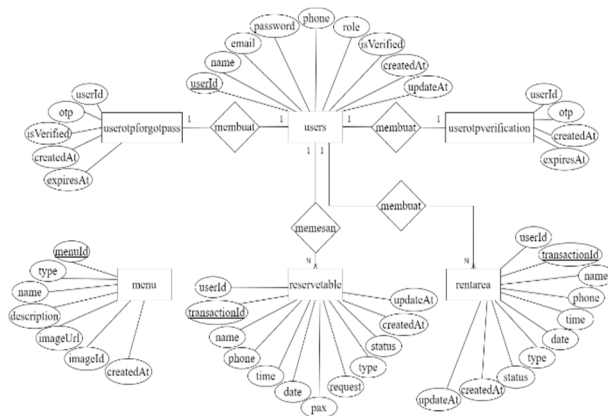 phone
password
role
email
isVerified
name
createdAt
userId
updateAt
userId
otp
isVerified
createdAt
expiresAt
userotpforgotpass
1
membuat
1
users
1
membuat
1
userotpverification
userId
otp
createdAt
expiresAt
1
1
memesan
membuat
N
N
menuId
type
name
description
imageUrl
imageId
createdAt
menu
userId
transactionId
name
phone
time
date
pax
request
type
status
createdAt
updateAt
reservetable
rentarea
userId
transactionId
name
phone
time
date
type
status
createdAt
updateAt